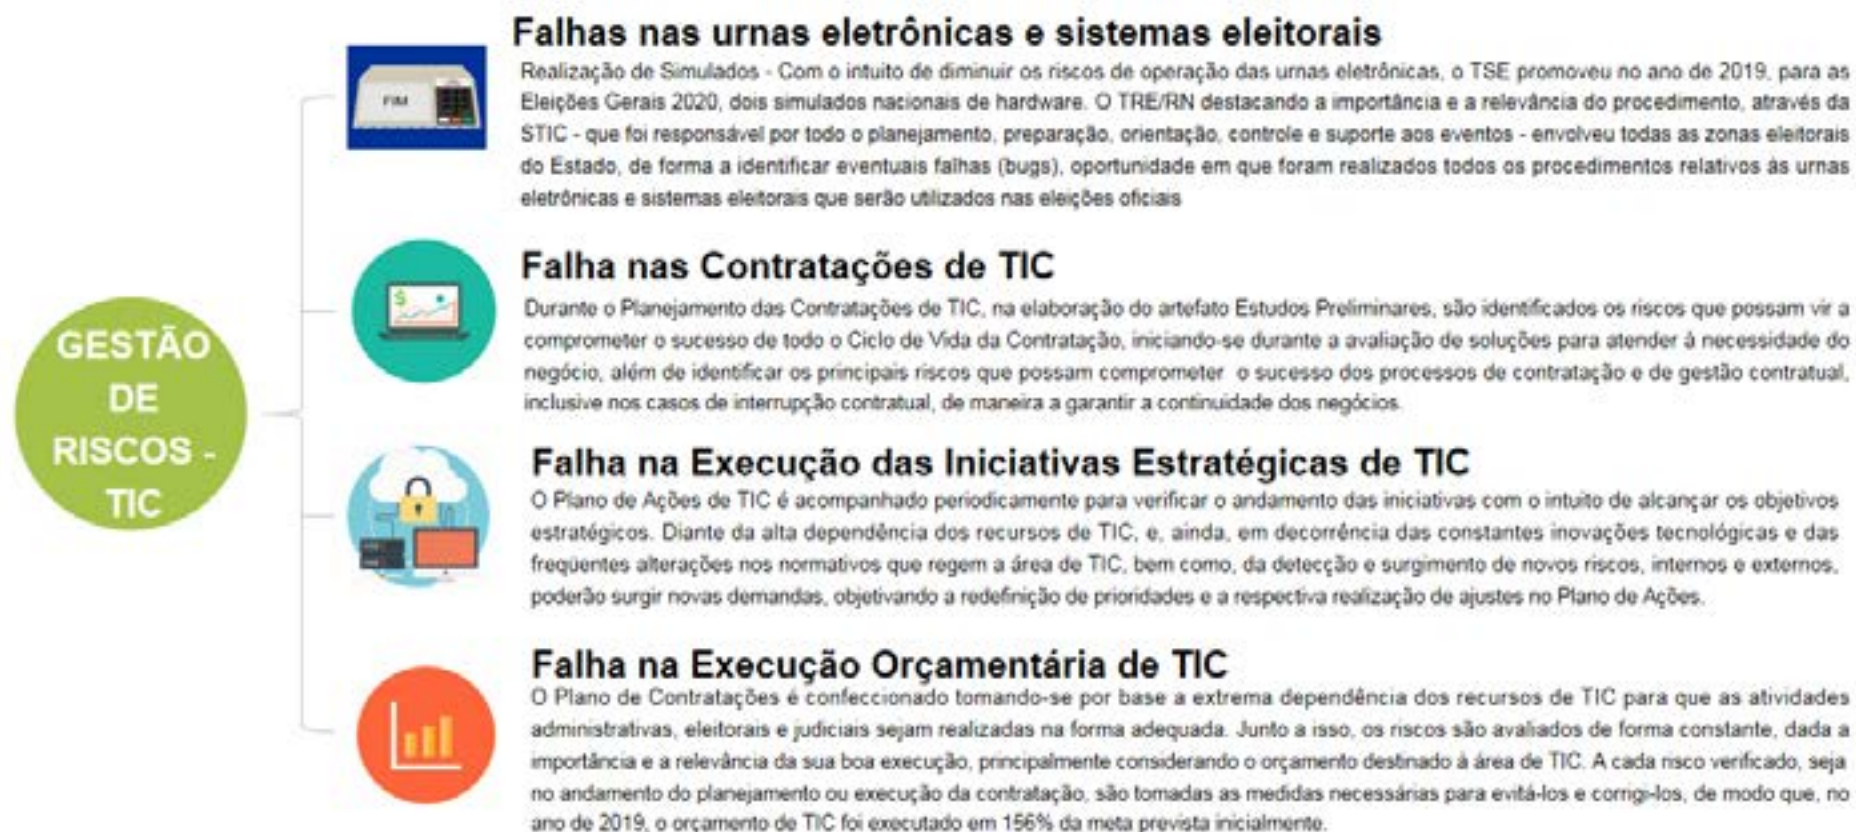 GESTÃO
DE
RISCOS -
TIC
FIM
Falhas nas urnas eletrônicas e sistemas eleitorais
Realização de Simulados - Com o intuito de diminuir os riscos de operação das urnas eletrônicas, o TSE promoveu no ano de 2019, para as
Eleições Gerais 2020, dois simulados nacionais de hardware. O TRE/RN destacando a importância e a relevância do procedimento, através da
STIC - que foi responsável por todo o planejamento, preparação, orientação, controle e suporte aos eventos - envolveu todas as zonas eleitorais
do Estado, de forma a identificar eventuais falhas (bugs), oportunidade em que foram realizados todos os procedimentos relativos às urnas
eletrônicas e sistemas eleitorais que serão utilizados nas eleições oficiais
$
Falha nas Contratações de TIC
Durante o Planejamento das Contratações de TIC, na elaboração do artefato Estudos Preliminares, são identificados os riscos que possam vir a
comprometer o sucesso de todo o Ciclo de Vida da Contratação, iniciando-se durante a avaliação de soluções para atender à necessidade do
negócio, além de identificar os principais riscos que possam comprometer o sucesso dos processos de contratação e de gestão contratual,
inclusive nos casos de interrupção contratual, de maneira a garantir a continuidade dos negócios.
Falha na Execução das Iniciativas Estratégicas de TIC
O Plano de Ações de TIC é acompanhado periodicamente para verificar o andamento das iniciativas com o intuito de alcançar os objetivos
estratégicos. Diante da alta dependência dos recursos de TIC, e, ainda, em decorrência das constantes inovações tecnológicas e das
freqüentes alterações nos normativos que regem a área de TIC, bem como, da detecção e surgimento de novos riscos, internos e externos,
poderão surgir novas demandas, objetivando a redefinição de prioridades e a respectiva realização de ajustes no Plano de Ações.
Falha na Execução Orçamentária de TIC
O Plano de Contratações é confeccionado tomando-se por base a extrema dependência dos recursos de TIC para que as atividades
administrativas, eleitorais e judiciais sejam realizadas na forma adequada. Junto a isso, os riscos são avaliados de forma constante, dada a
importância e a relevância da sua boa execução, principalmente considerando o orçamento destinado à área de TIC. A cada risco verificado, seja
no andamento do planejamento ou execução da contratação, são tomadas as medidas necessárias para evitá-los e corrigi-los, de modo que, no
ano de 2019, o orçamento de TIC foi executado em 156% da meta prevista inicialmente.